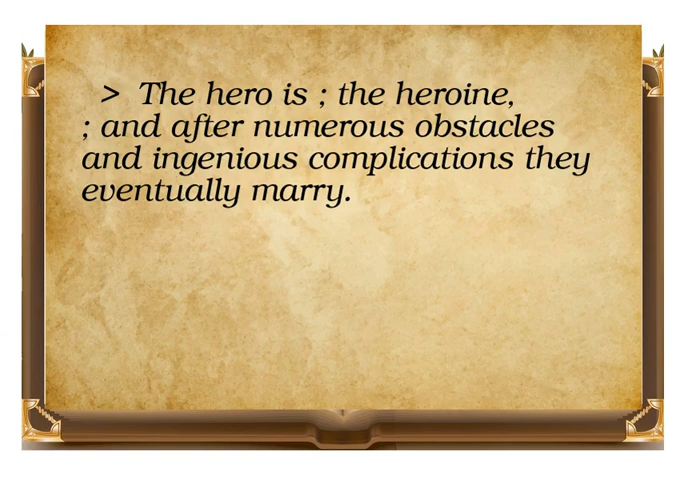 > The hero is ; the heroine,
; and after numerous obstacles
and ingenious complications they
eventually marry.